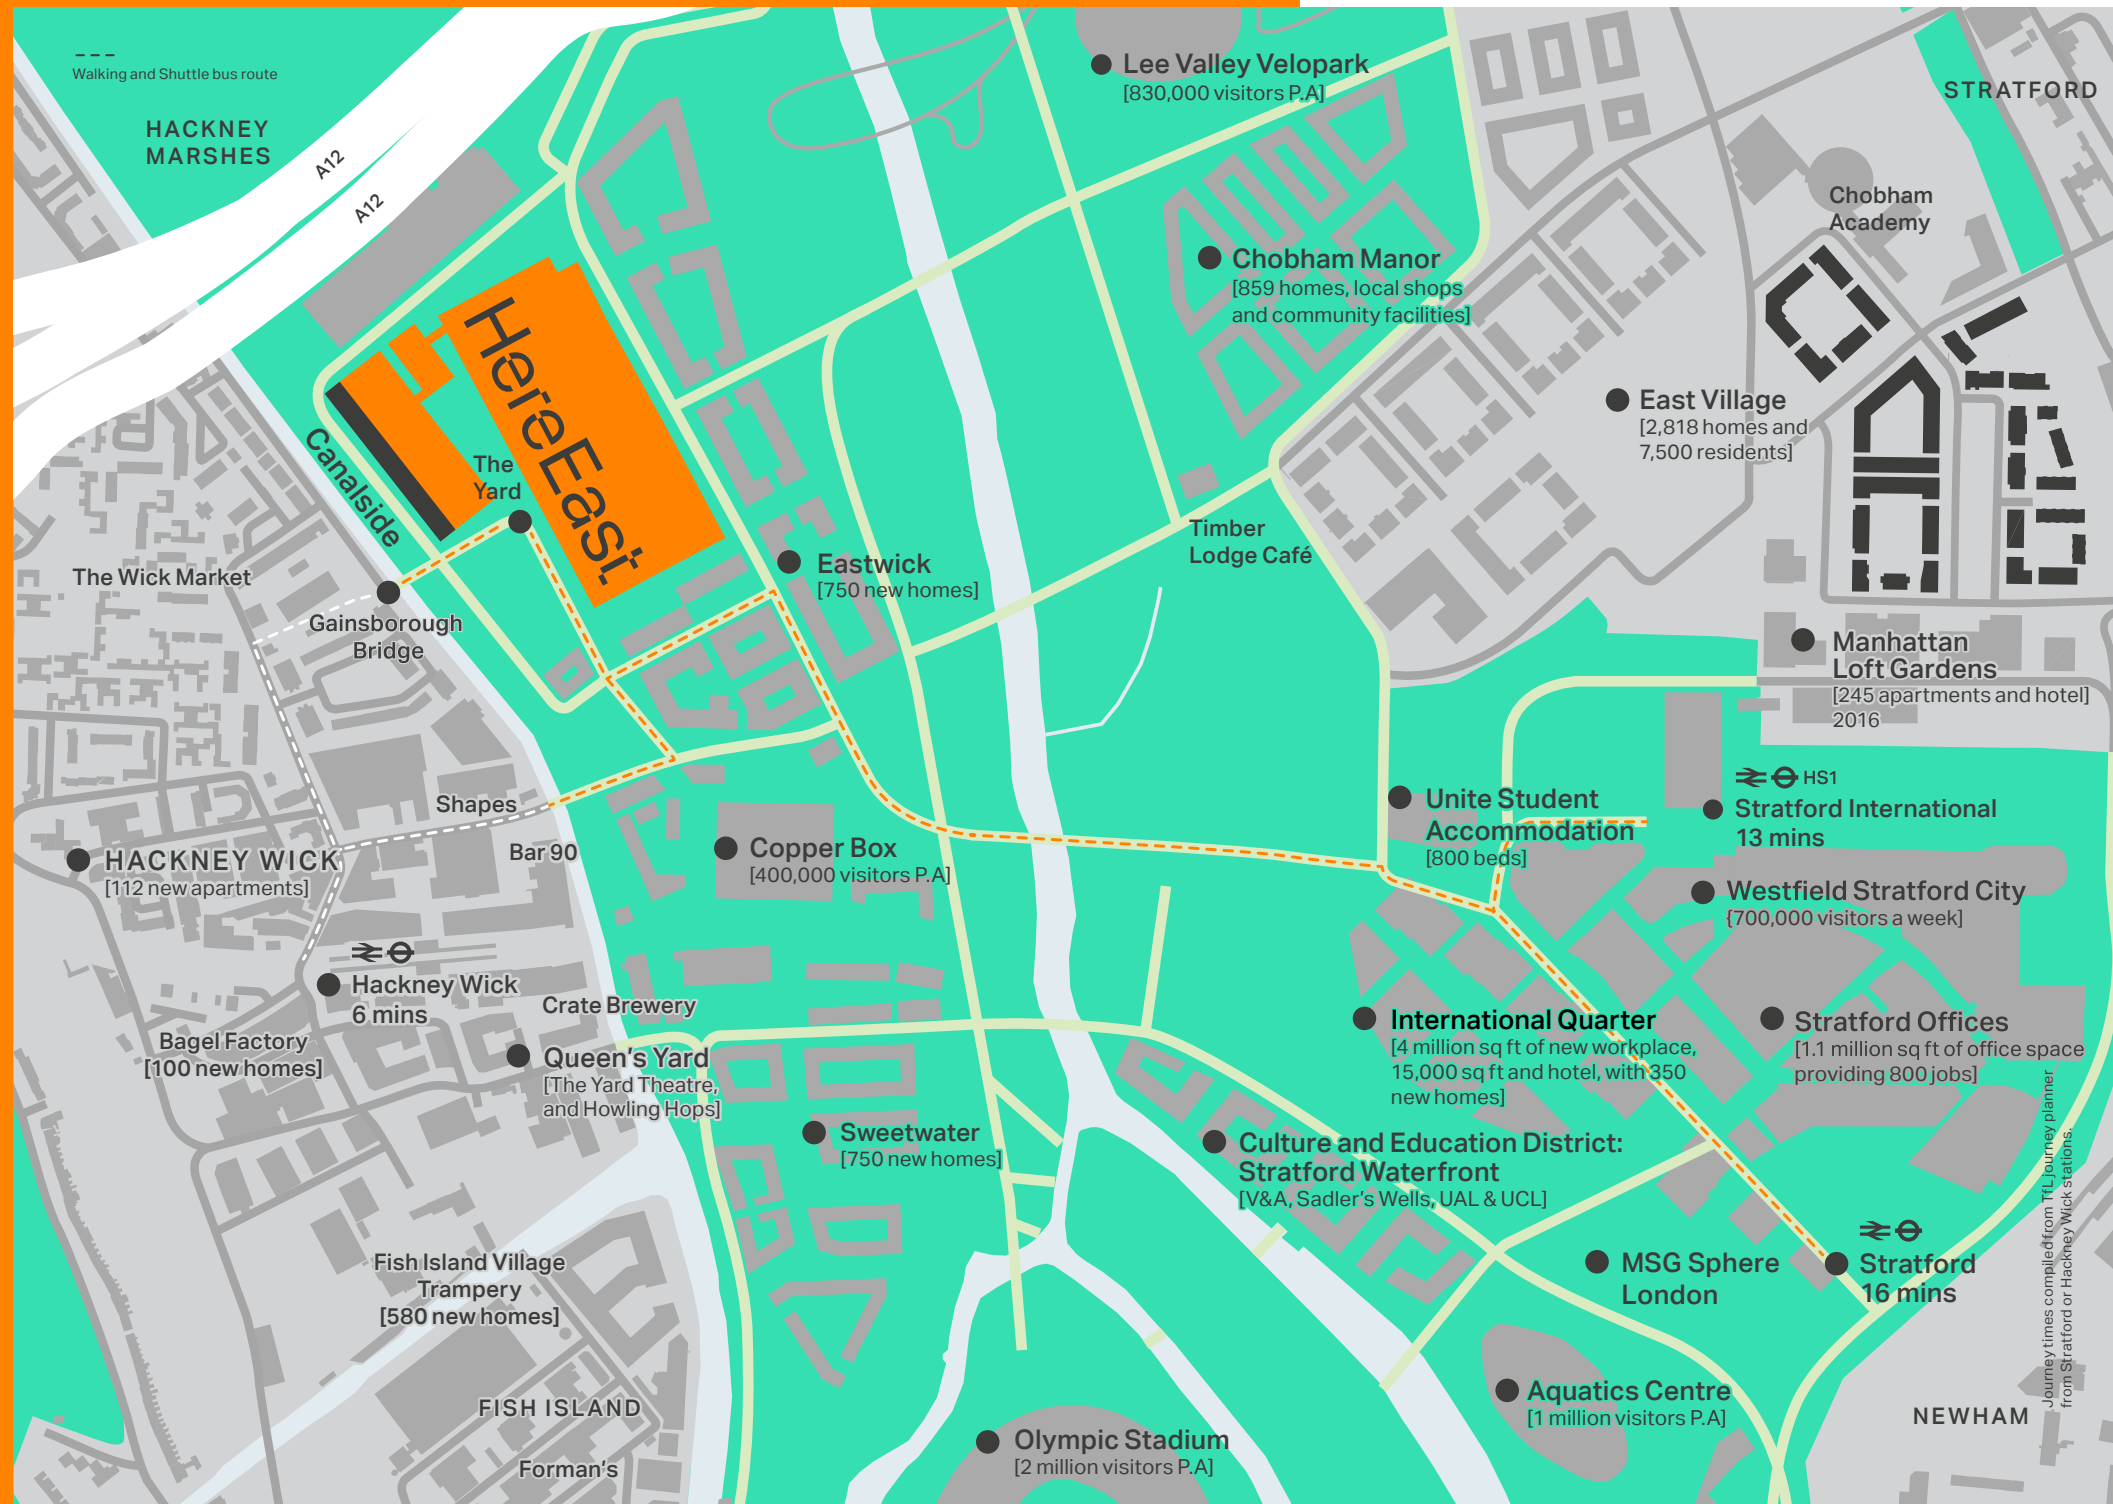 Walking and Shuttle bus route
HACKNEY
MARSHES
A12
A12
Lee Valley Velopark
[830,000 visitors P.A]
STRATFORD
Chobham
Academy
Chobham Manor
[859 homes, local shops
and community facilities]
HereEast.
Canalside
The
Yard
East Village
[2,818 homes and
7,500 residents]
Timber
Lodge Café
Eastwick
[750 new homes]
The Wick Market
Gainsborough
Bridge
Manhattan
Loft Gardens
[245 apartments and hotel]
2016
HS1
Stratford International
13 mins
Unite Student
Accommodation
[800 beds]
Shapes
Bar 90
Copper Box
[400,000 visitors P.A]
HACKNEY WICK
[112 new apartments]
Westfield Stratford City
{700,000 visitors a week]
Hackney Wick
6 mins
Crate Brewery
International Quarter
[4 million sq ft of new workplace,
15,000 sq ft and hotel, with 350
new homes]
Stratford Offices
[1.1 million sq ft of office space
providing 800 jobs]
Bagel Factory
[100 new homes]
Queen's Yard
[The Yard Theatre,
and Howling Hops]
Sweetwater
[750 new homes]
Culture and Education District:
Stratford Waterfront
[V&A, Sadler's Wells, UAL & UCL]
Fish Island Village
Trampery
[580 new homes]
MSG Sphere
London
Stratford
16 mins
Journey times compiled from TfL journey planner
from Stratford or Hackney Wick stations.
FISH ISLAND
Forman's
Olympic Stadium
[2 million visitors P.A]
Aquatics Centre
[1 million visitors P.A]
NEWHAM